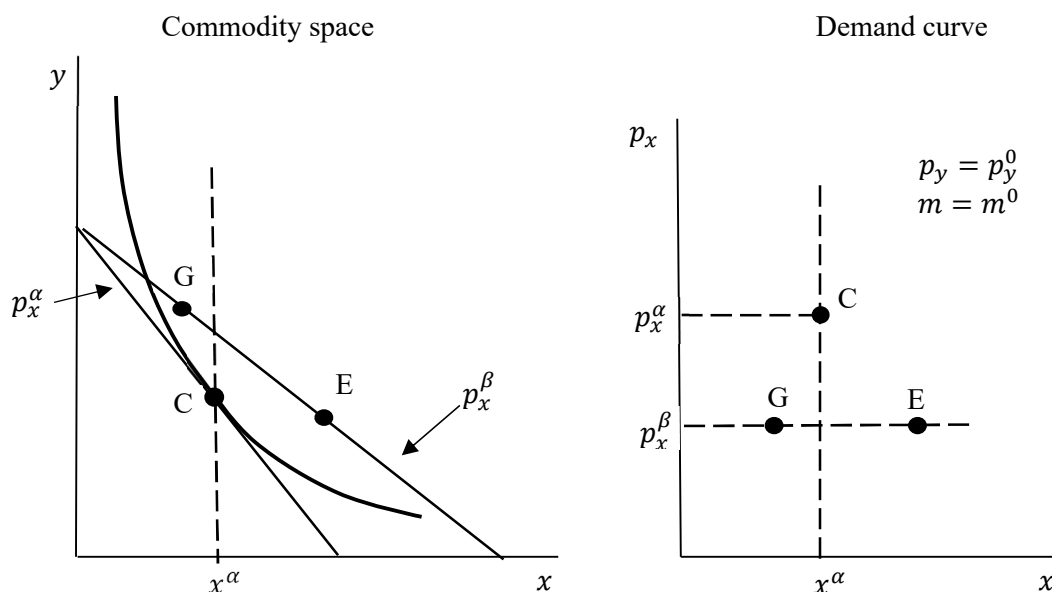 Commodity space
Demand curve
y
G
E
C
p_x^α
p_x^β
x^α
x
p_x
p_y = p_y^0
m = m^0
C
p_x^α
G
E
p_x^β
x^α
x